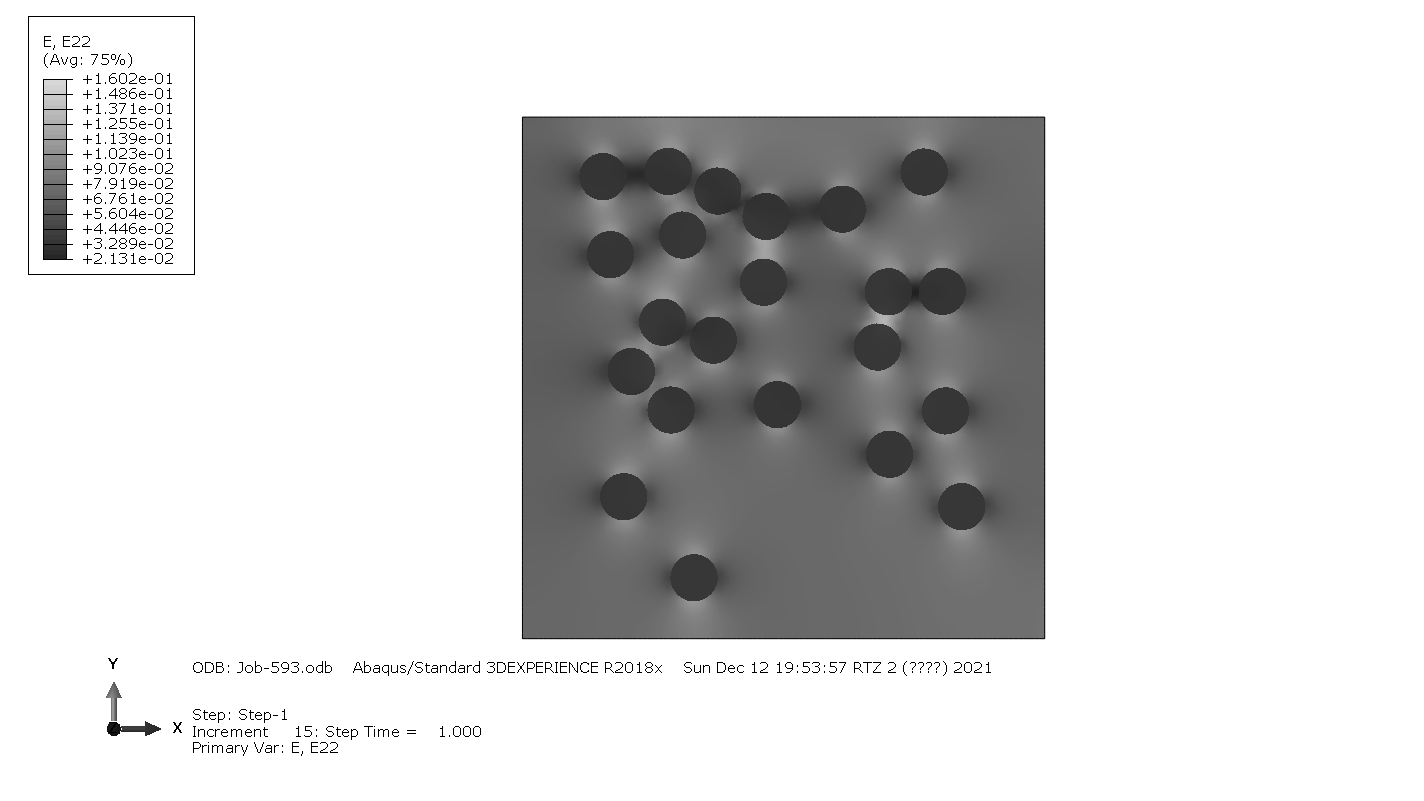 E, E22
(Avg: 75%)
+1.602e-01
+1.486e-01
+1.371e-01
+1.255e-01
+1.139e-01
+1.023e-01
+9.076e-02
+7.919e-02
+6.761e-02
+5.604e-02
+4.446e-02
+3.289e-02
+2.131e-02
Y
X
ODB: Job-593.odb    Abaqus/Standard 3DEXPERIENCE R2018x    Sun Dec 12 19:53:57 RTZ 2 (????) 2021
Step: Step-1
Increment     15: Step Time =    1.000
Primary Var: E, E22